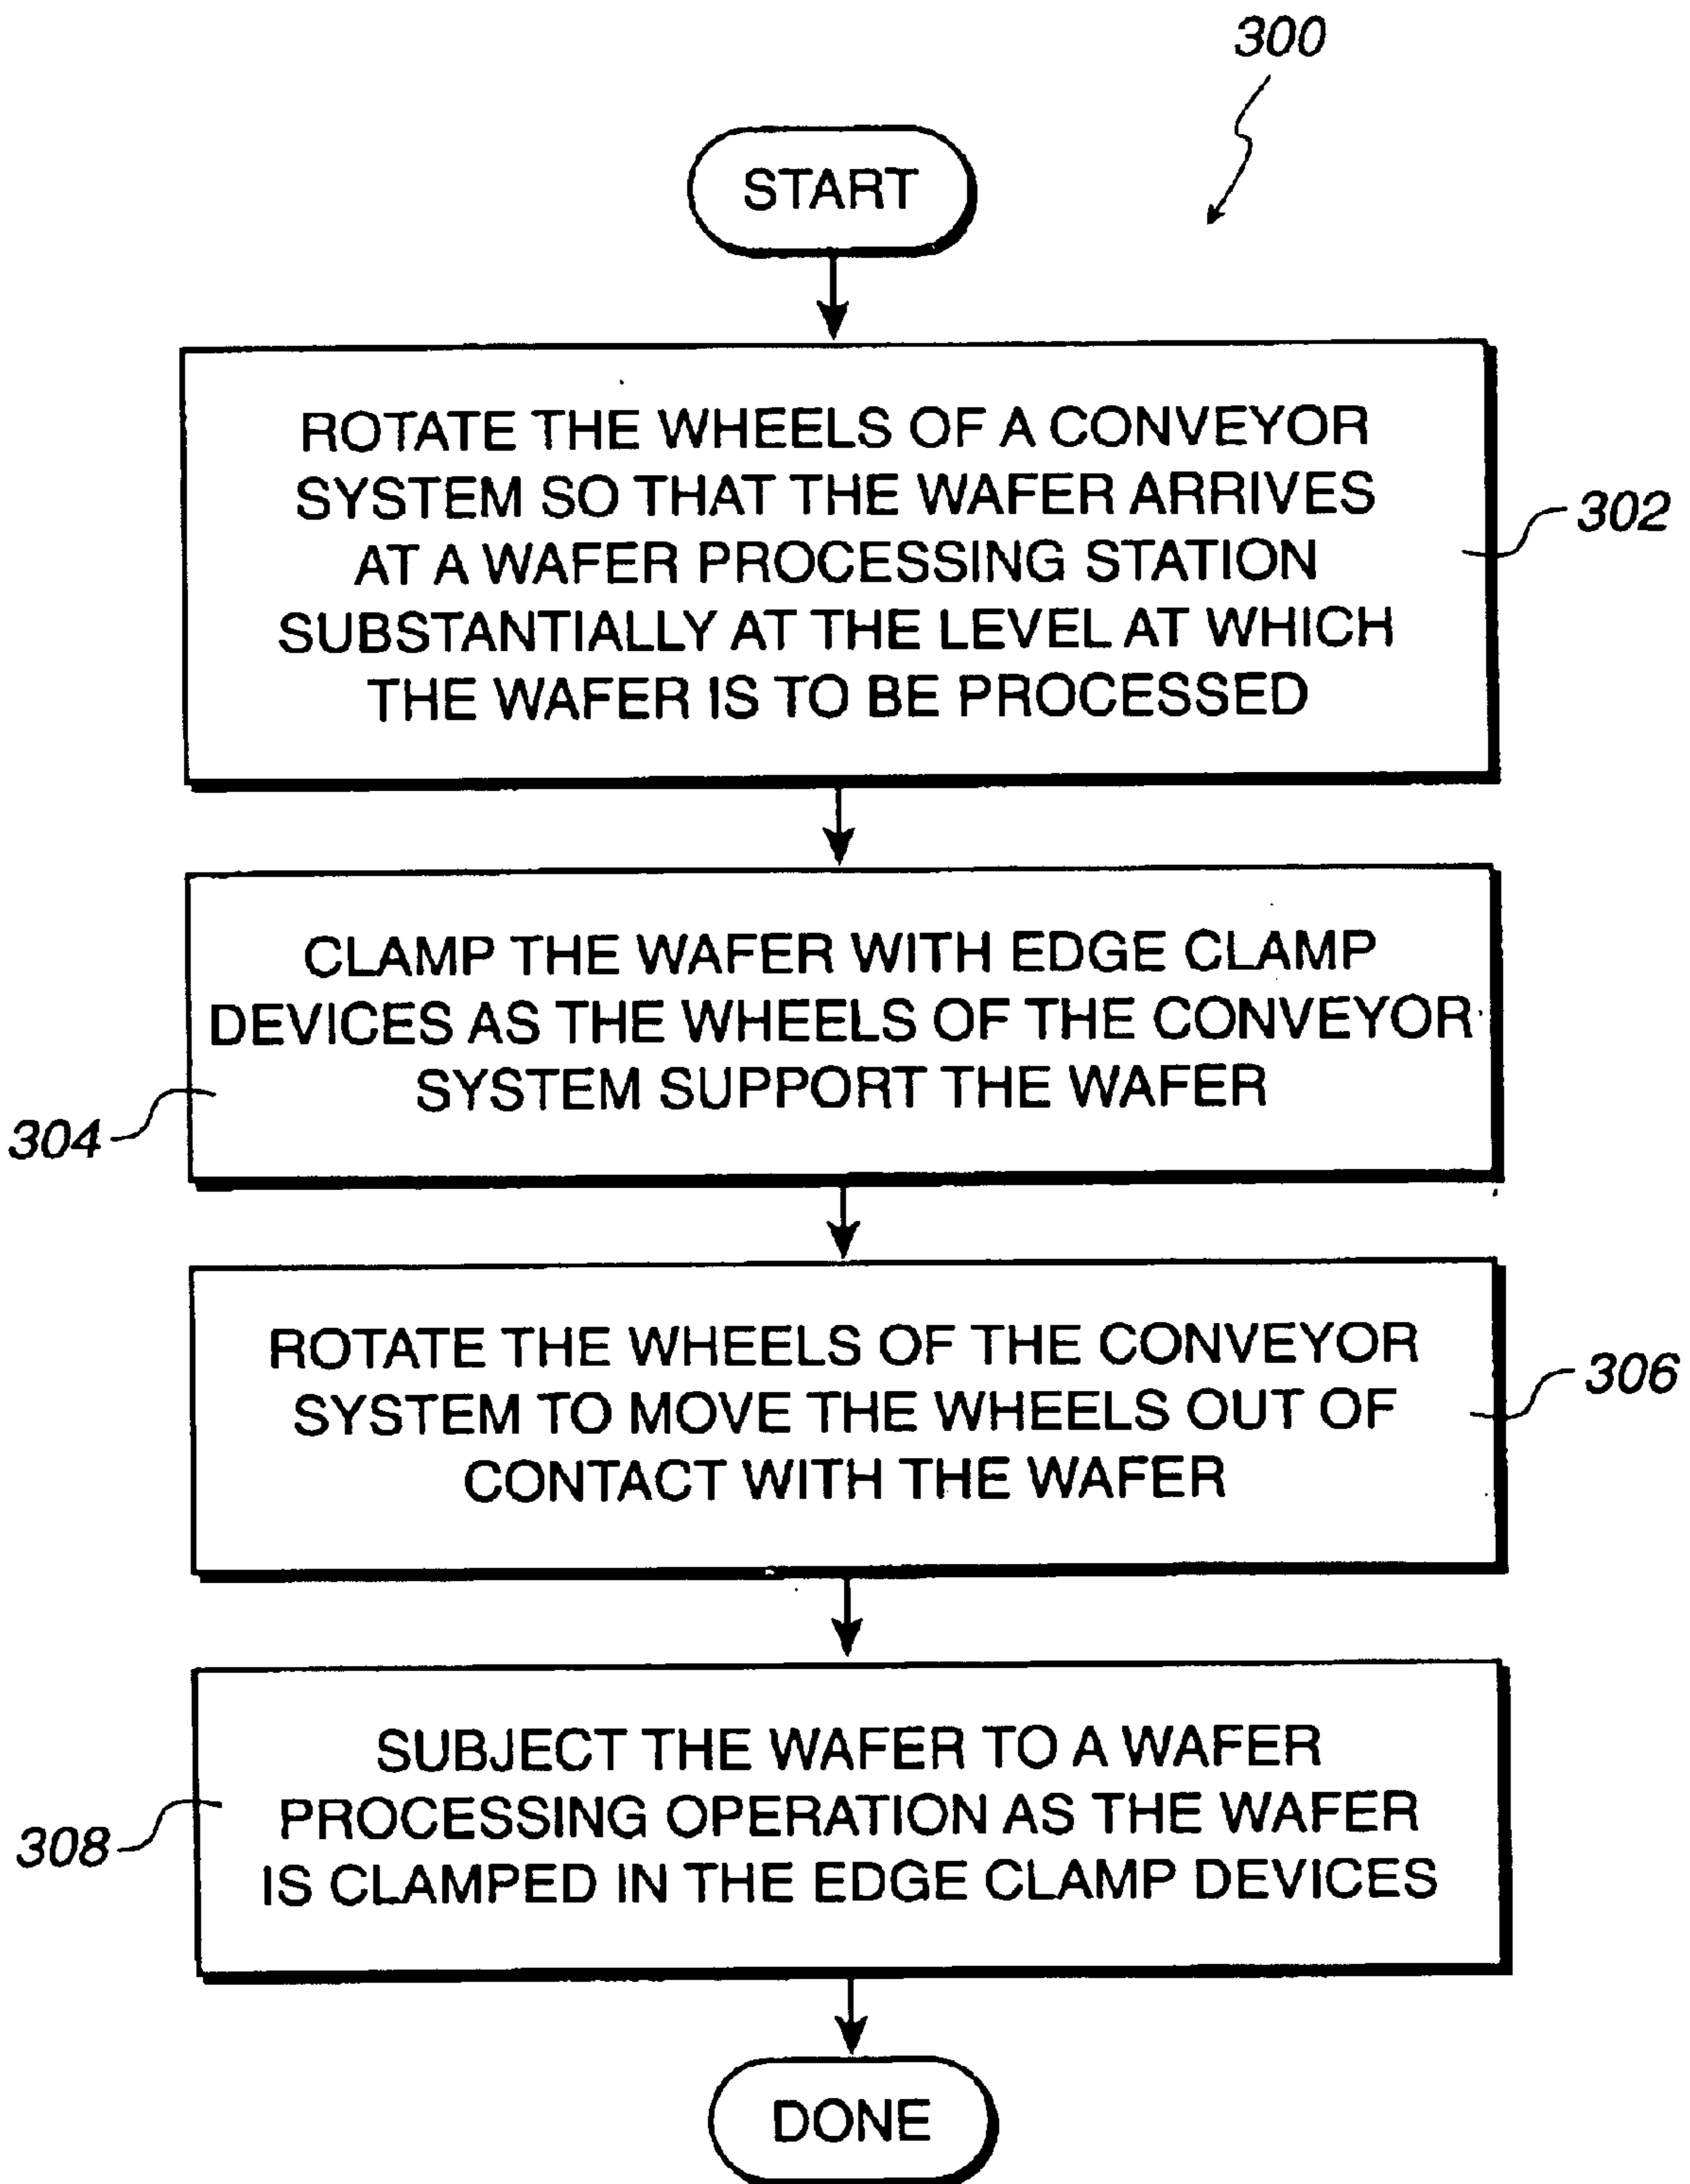 300
START
ROTATE THE WHEELS OF A CONVEYOR
SYSTEM SO THAT THE WAFER ARRIVES
AT A WAFER PROCESSING STATION
SUBSTANTIALLY AT THE LEVEL AT WHICH
THE WAFER IS TO BE PROCESSED
302
CLAMP THE WAFER WITH EDGE CLAMP
DEVICES AS THE WHEELS OF THE CONVEYOR
SYSTEM SUPPORT THE WAFER
304
ROTATE THE WHEELS OF THE CONVEYOR
SYSTEM TO MOVE THE WHEELS OUT OF
CONTACT WITH THE WAFER
306
SUBJECT THE WAFER TO A WAFER
PROCESSING OPERATION AS THE WAFER
IS CLAMPED IN THE EDGE CLAMP DEVICES
308
DONE